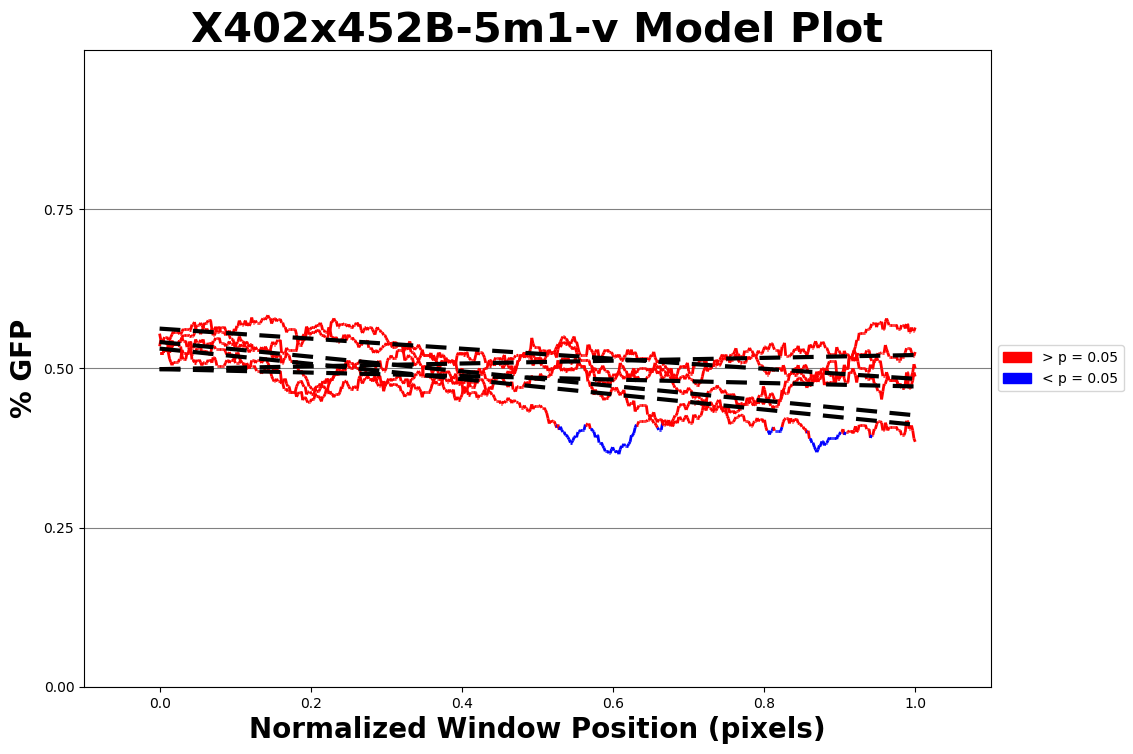 X402x452B-5m1-v Model Plot
% GFP
0.75
0.50
0.25
0.00
0.0 0.2 0.4 0.6 0.8 1.0
Normalized Window Position (pixels)
> p = 0.05
< p = 0.05